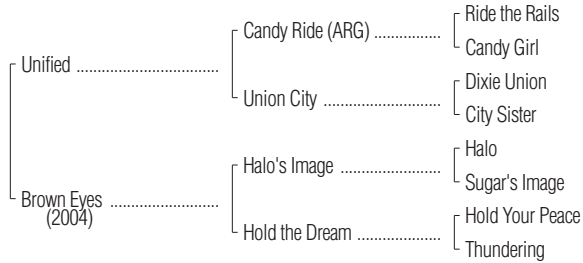 Ride the Rails
Candy Ride (ARG) .................
Candy Girl
Unified ..............................
Dixie Union
Union City .........................
City Sister
Halo
Halo's Image .....................
Sugar's Image
Brown Eyes .......................
(2004)
Hold Your Peace
Hold the Dream ..................
Thundering